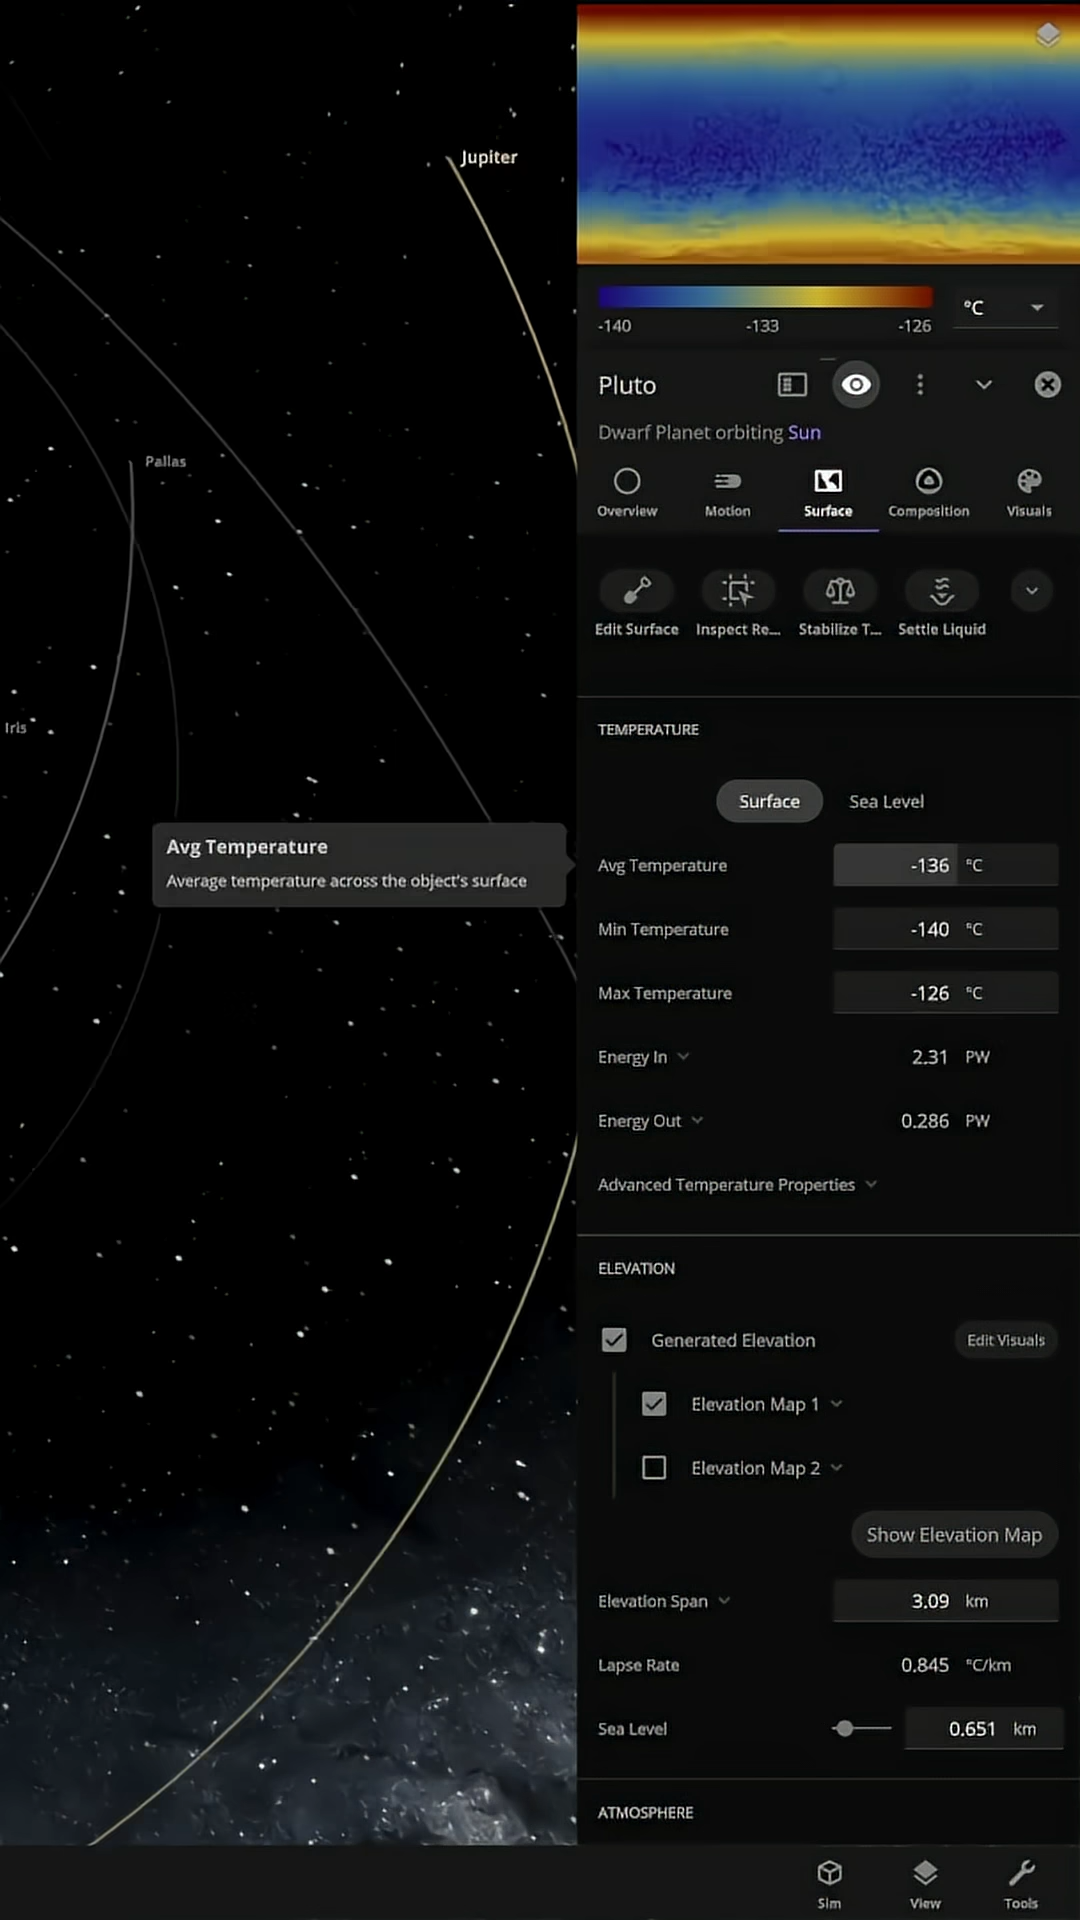 Jupiter
Pallas
Iris
Avg Temperature
Average temperature across the object's surface
-140 -133 -126
°C
Pluto
Dwarf Planet orbiting Sun
Overview Motion Surface Composition Visuals
Edit Surface Inspect Re... Stabilize T... Settle Liquid
TEMPERATURE
Surface Sea Level
Avg Temperature -136 °C
Min Temperature -140 °C
Max Temperature -126 °C
Energy In 2.31 PW
Energy Out 0.286 PW
Advanced Temperature Properties
ELEVATION
Generated Elevation Edit Visuals
Elevation Map 1
Elevation Map 2
Show Elevation Map
Elevation Span 3.09 km
Lapse Rate 0.845 °C/km
Sea Level 0.651 km
ATMOSPHERE
Sim View Tools